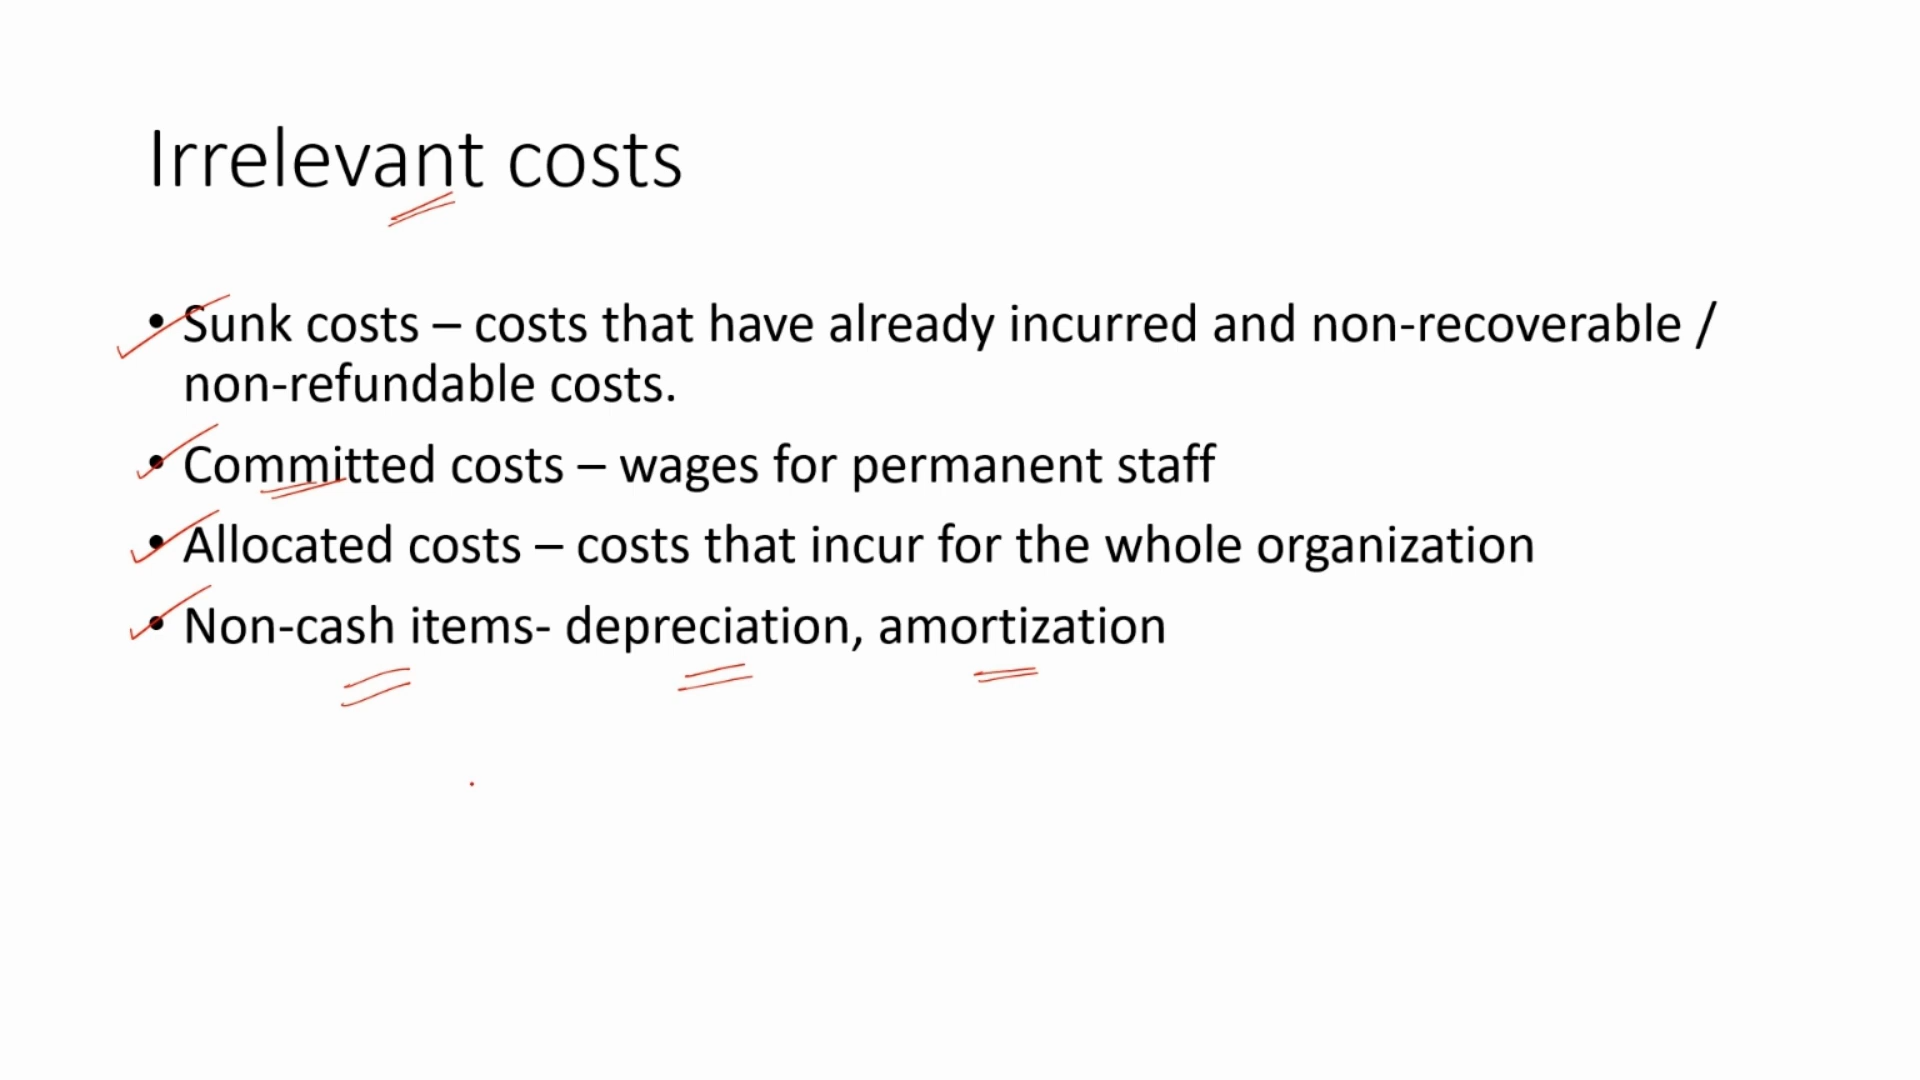 Irrelevant costs
• Sunk costs – costs that have already incurred and non-recoverable /
non-refundable costs.
• Committed costs – wages for permanent staff
• Allocated costs – costs that incur for the whole organization
• Non-cash items- depreciation, amortization